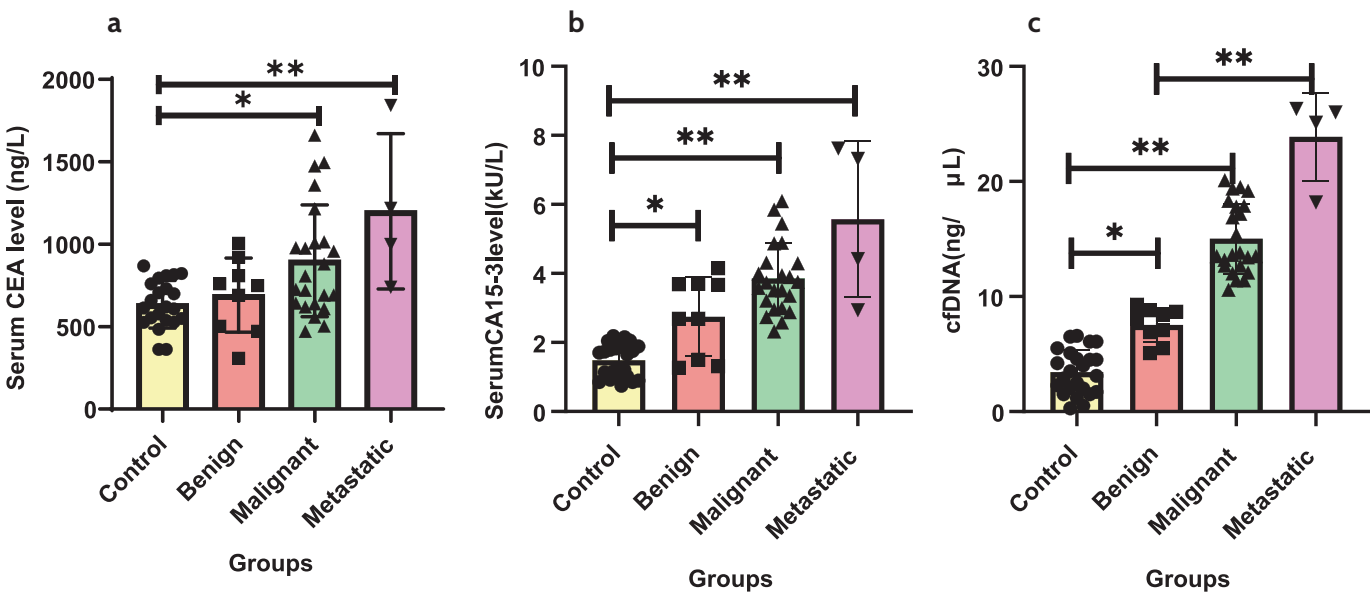 a
Serum CEA level (ng/L)
2000
1500
1000
500
0
**
*
Control
Benign
Malignant
Metastatic
Groups
b
SerumCA15-3level(kU/L)
10
8
6
4
2
0
**
**
*
Control
Benign
Malignant
Metastatic
Groups
c
cfDNA(ng/ μL)
30
20
10
0
**
**
*
Control
Benign
Malignant
Metastatic
Groups